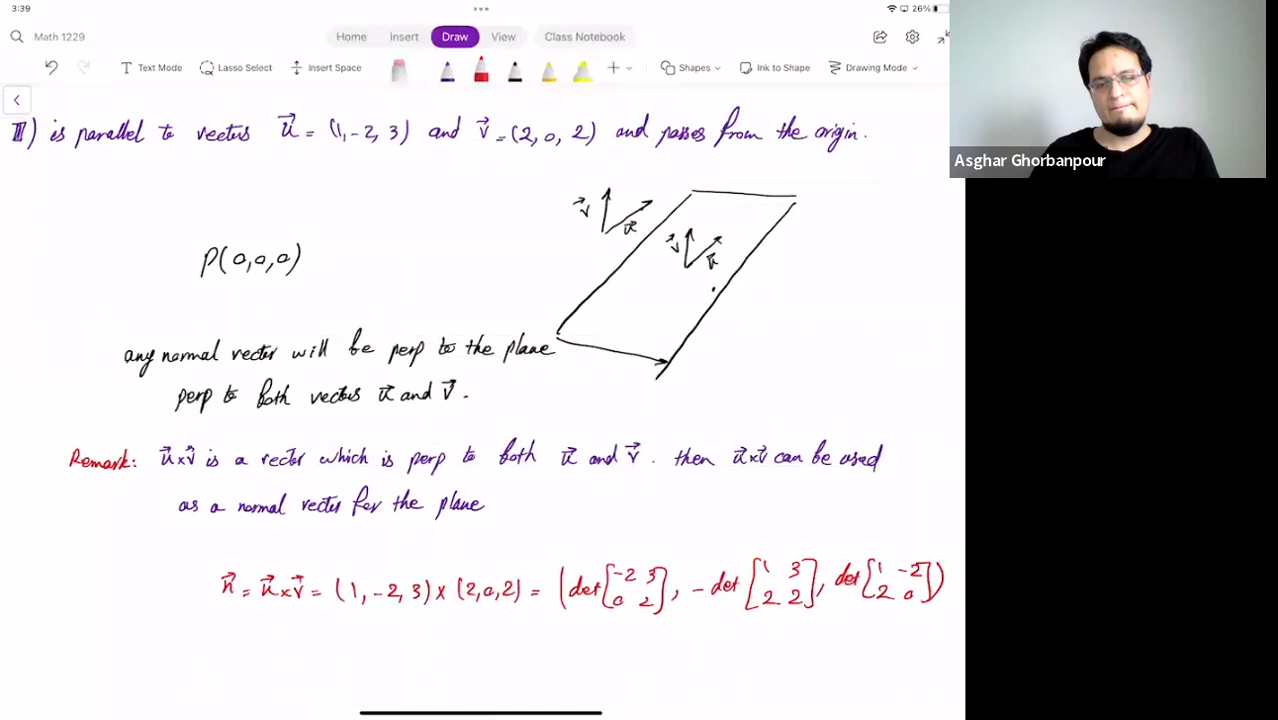 3:39
26%
Math 1229
Home Insert Draw View Class Notebook
Text Mode Lasso Select Insert Space Shapes Ink to Shape Drawing Mode
II) is parallel to vectors u⃗ = (1, -2, 3) and v⃗ = (2, 0, 2) and passes from the origin.
v⃗ u⃗
v⃗ u⃗
P(0,0,0)
any normal vector will be perp to the plane
perp to both vectors u⃗ and v⃗.
Remark: u⃗×v⃗ is a vector which is perp to both u⃗ and v⃗. then u⃗×v⃗ can be used
as a normal vector for the plane
n⃗ = u⃗×v⃗ = (1, -2, 3) × (2, 0, 2) = (det[-2 3; 0 2], -det[1 3; 2 2], det[1 -2; 2 0])
Asghar Ghorbanpour